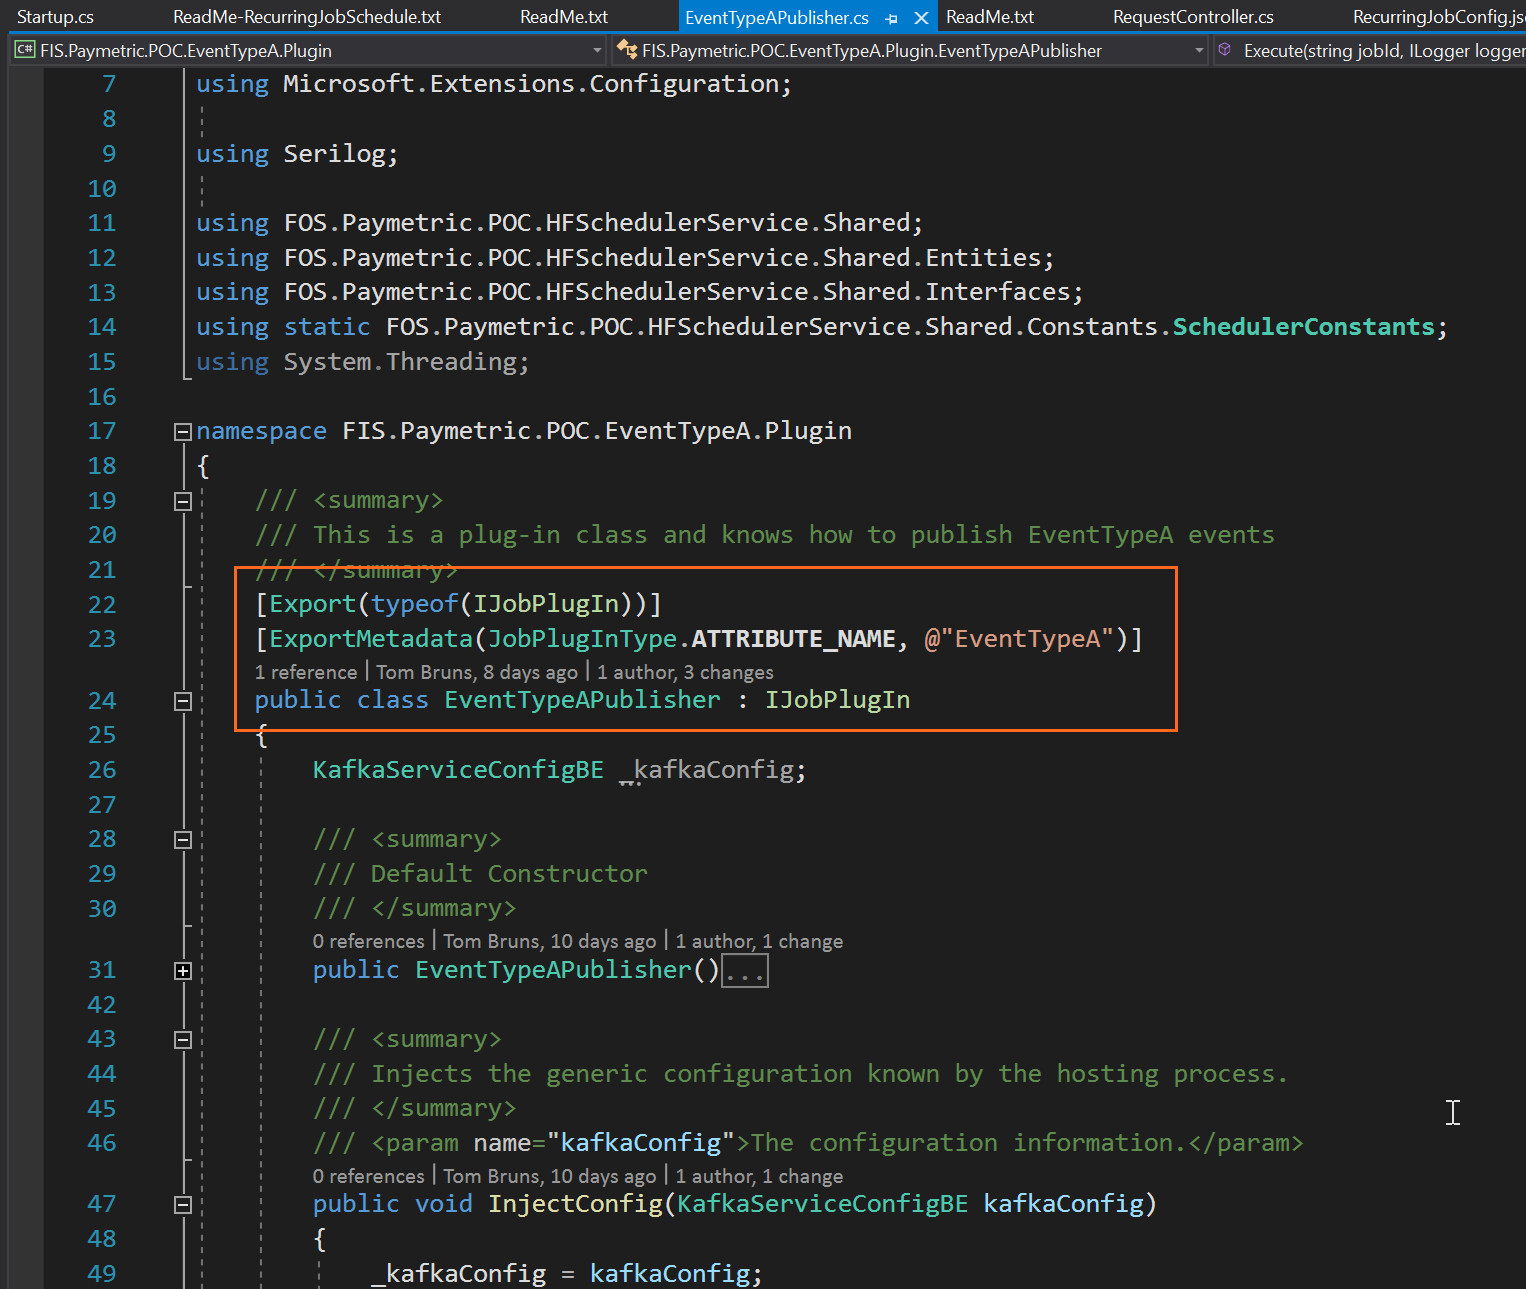 Startup.cs ReadMe-RecurringJobSchedule.txt ReadMe.txt EventTypeAPublisher.cs ReadMe.txt RequestController.cs RecurringJobConfig.js
C# FIS.Paymetric.POC.EventTypeA.Plugin FIS.Paymetric.POC.EventTypeA.Plugin.EventTypeAPublisher Execute(string jobId, ILogger logger
7 using Microsoft.Extensions.Configuration;
8
9 using Serilog;
10
11 using FOS.Paymetric.POC.HFSchedulerService.Shared;
12 using FOS.Paymetric.POC.HFSchedulerService.Shared.Entities;
13 using FOS.Paymetric.POC.HFSchedulerService.Shared.Interfaces;
14 using static FOS.Paymetric.POC.HFSchedulerService.Shared.Constants.SchedulerConstants;
15 using System.Threading;
16
17 namespace FIS.Paymetric.POC.EventTypeA.Plugin
18 {
19 /// <summary>
20 /// This is a plug-in class and knows how to publish EventTypeA events
21 /// </summary>
22 [Export(typeof(IJobPlugIn))]
23 [ExportMetadata(JobPlugInType.ATTRIBUTE_NAME, @"EventTypeA")]
1 reference | Tom Bruns, 8 days ago | 1 author, 3 changes
24 public class EventTypeAPublisher : IJobPlugIn
25 {
26 KafkaServiceConfigBE _kafkaConfig;
27
28 /// <summary>
29 /// Default Constructor
30 /// </summary>
0 references | Tom Bruns, 10 days ago | 1 author, 1 change
31 public EventTypeAPublisher()...
42
43 /// <summary>
44 /// Injects the generic configuration known by the hosting process.
45 /// </summary>
46 /// <param name="kafkaConfig">The configuration information.</param>
0 references | Tom Bruns, 10 days ago | 1 author, 1 change
47 public void InjectConfig(KafkaServiceConfigBE kafkaConfig)
48 {
49 _kafkaConfig = kafkaConfig;